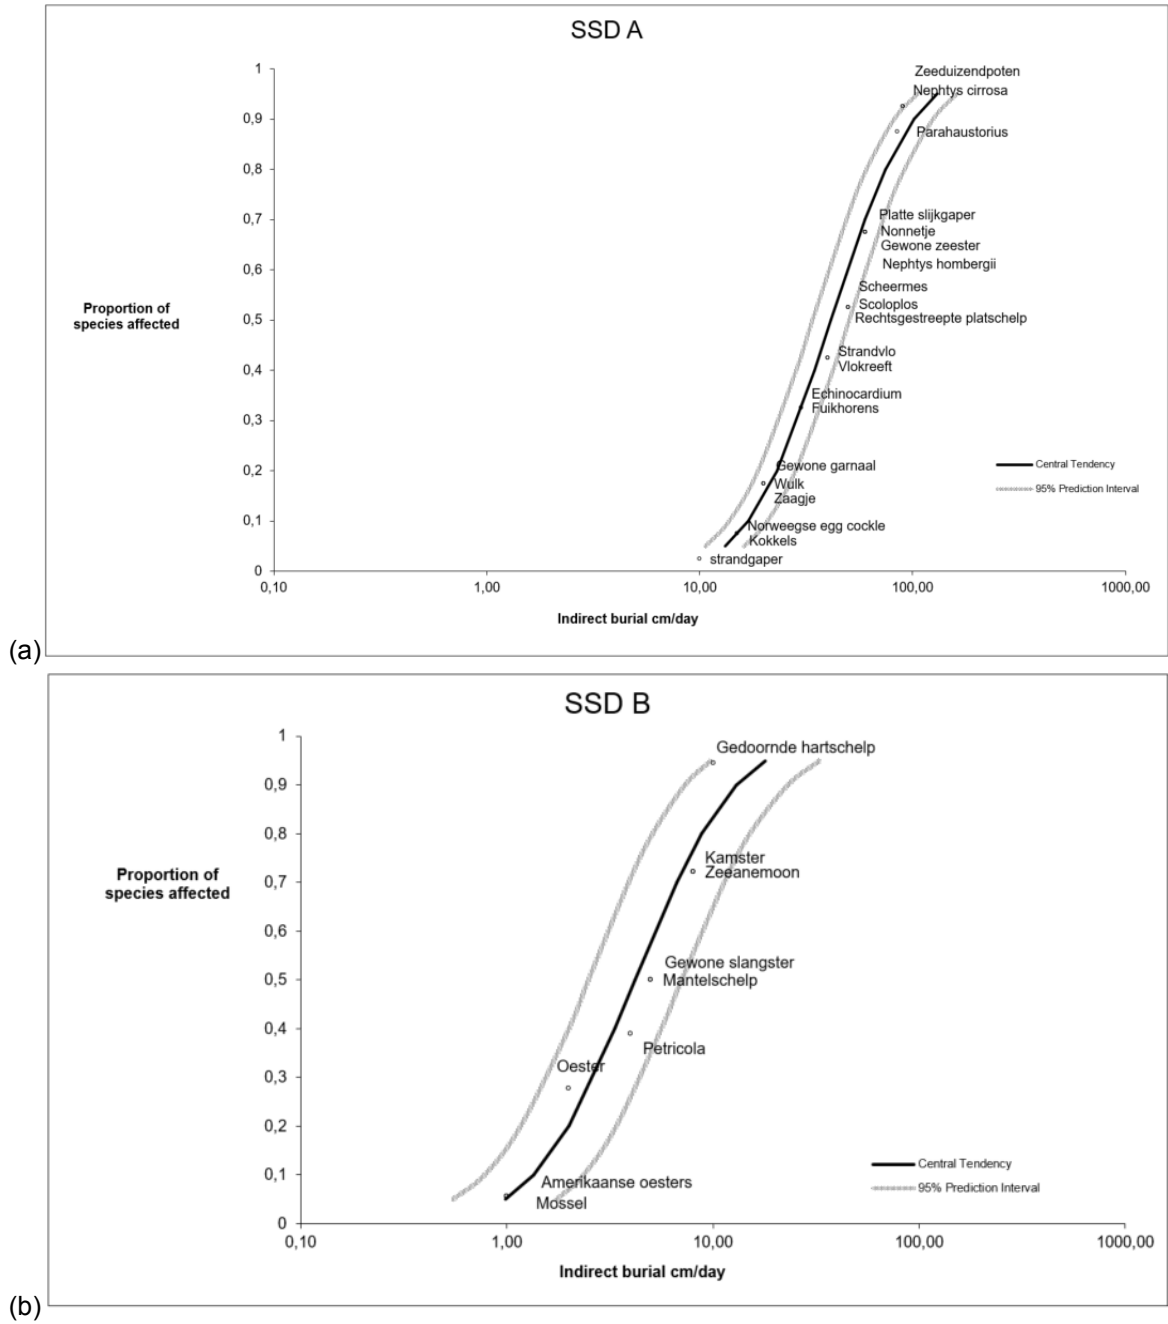 SSD A
1
0,9
0,8
0,7
0,6
0,5
0,4
0,3
0,2
0,1
0
Proportion of
species affected
Zeeduizendpoten
Nephtys cirrosa
Parahaustorius
Platte slijkgaper
Nonnetje
Gewone zeester
Nephtys hombergii
Scheermes
Scoloplos
Rechtsgestreepte platschelp
Strandvlo
Vlokreeft
Echinocardium
Fuikhorens
Gewone garnaal
Wulk
Zaagje
Norweegse egg cockle
Kokkels
strandgaper
Central Tendency
95% Prediction Interval
0,10 1,00 10,00 100,00 1000,00
Indirect burial cm/day
(a)
SSD B
1
0,9
0,8
0,7
0,6
0,5
0,4
0,3
0,2
0,1
0
Proportion of
species affected
Gedoornde hartschelp
Kamster
Zeeanemoon
Gewone slangster
Mantelschelp
Petricola
Oester
Amerikaanse oesters
Mossel
Central Tendency
95% Prediction Interval
0,10 1,00 10,00 100,00 1000,00
Indirect burial cm/day
(b)